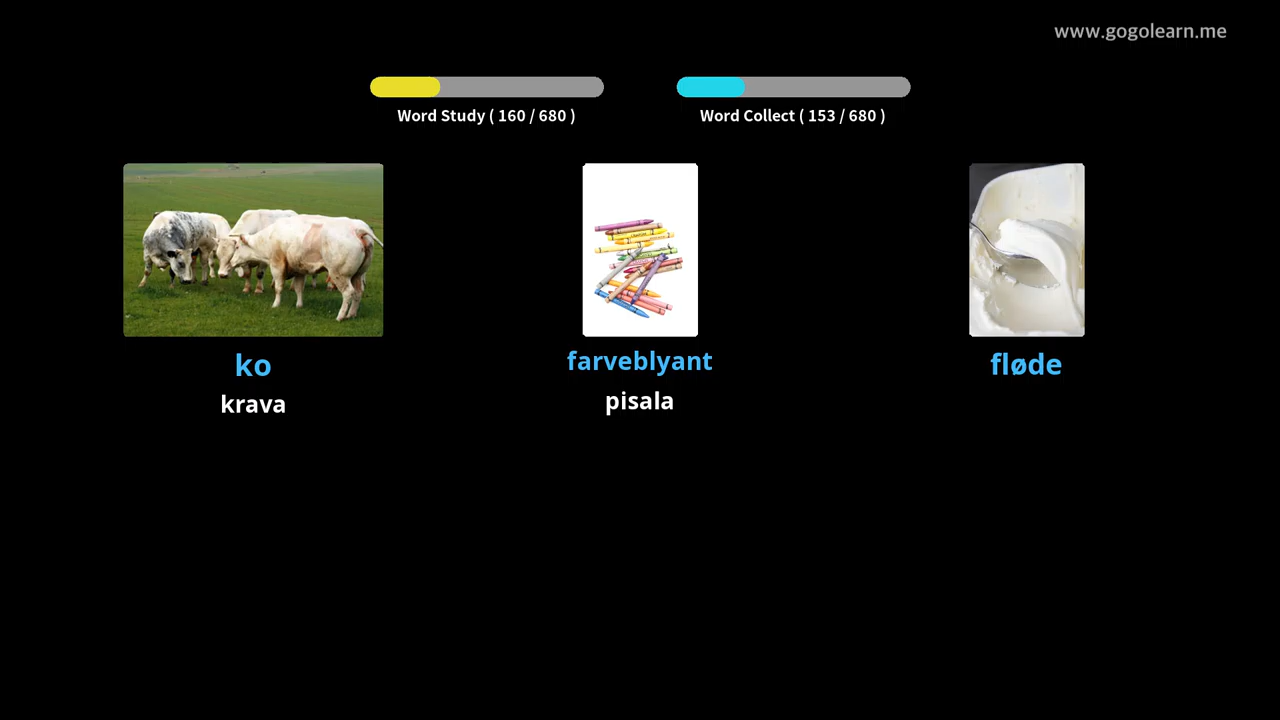 www.gogolearn.me
Word Study ( 160 / 680 )
Word Collect ( 153 / 680 )
ko
farveblyant
fløde
krava
pisala